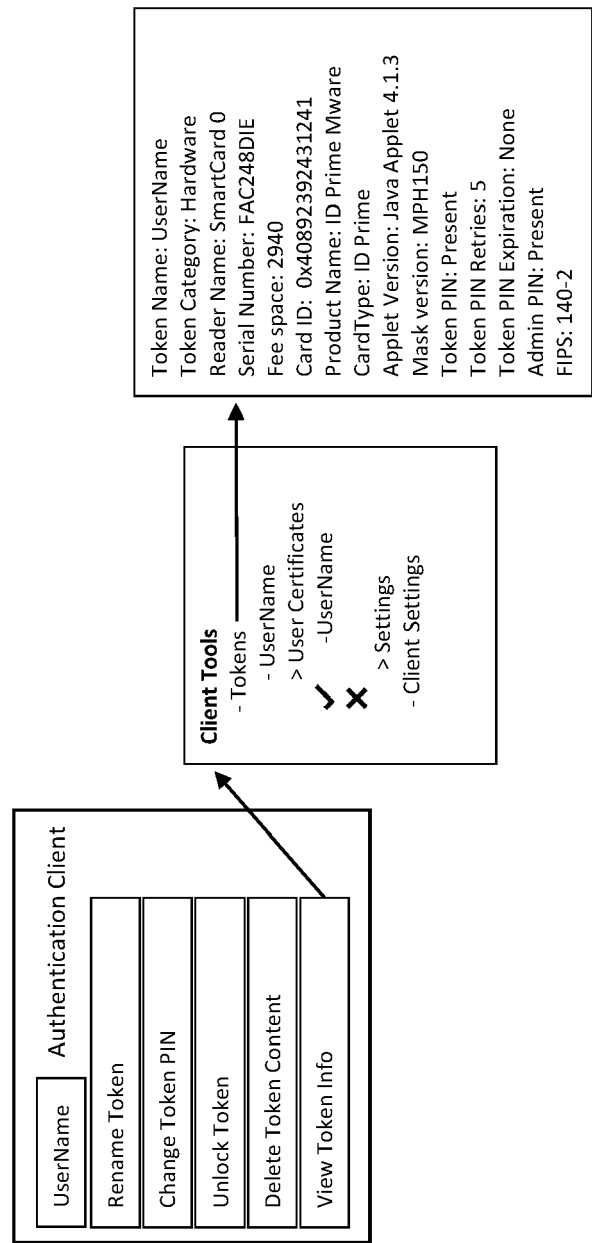 UserName
Authentication Client
Rename Token
Change Token PIN
Unlock Token
Delete Token Content
View Token Info
Client Tools
- Tokens
- UserName
> User Certificates
-UserName
> Settings
- Client Settings
Token Name: UserName
Token Category: Hardware
Reader Name: SmartCard 0
Serial Number: FAC248DIE
Fee space: 2940
Card ID:  0x40892392431241
Product Name: ID Prime Mware
CardType: ID Prime
Applet Version: Java Applet 4.1.3
Mask version: MPH150
Token PIN: Present
Token PIN Retries: 5
Token PIN Expiration: None
Admin PIN: Present
FIPS: 140-2